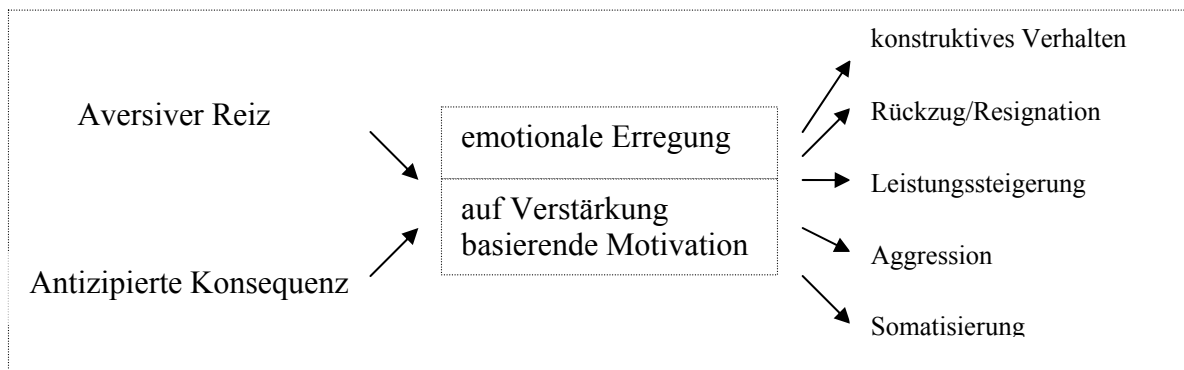 Aversiver Reiz
Antizipierte Konsequenz
emotionale Erregung
auf Verstärkung
basierende Motivation
konstruktives Verhalten
Rückzug/Resignation
Leistungssteigerung
Aggression
Somatisierung